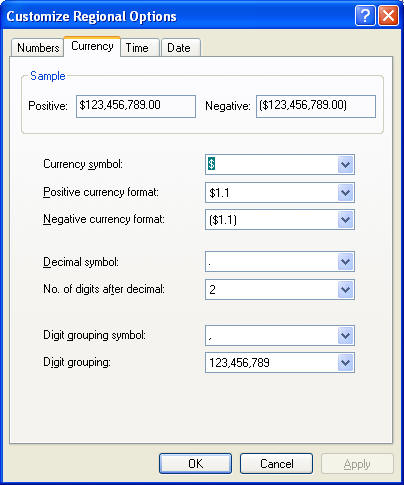 Customize Regional Options
Numbers Currency Time Date
Sample
Positive: $123,456,789.00 Negative: ($123,456,789.00)
Currency symbol: $
Positive currency format: $1.1
Negative currency format: ($1.1)
Decimal symbol: .
No. of digits after decimal: 2
Digit grouping symbol: ,
Digit grouping: 123,456,789
OK Cancel Apply